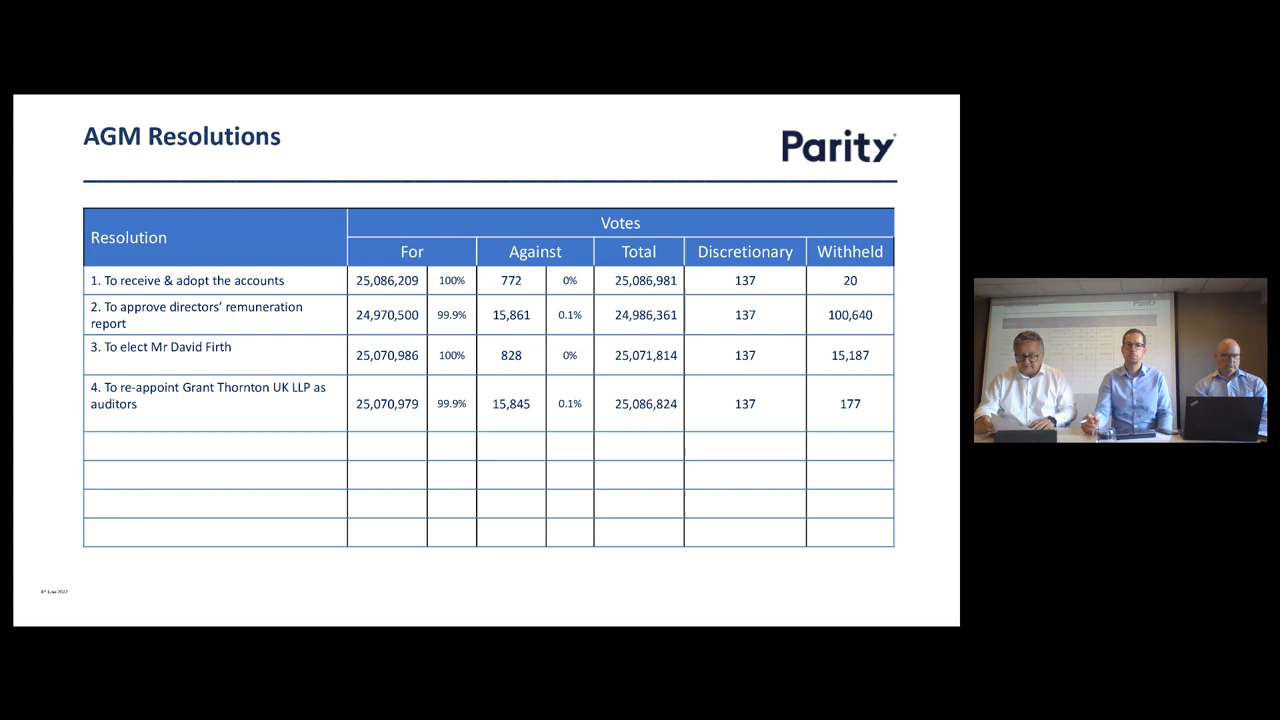 AGM Resolutions
Parity
Resolution
Votes
For
Against
Total
Discretionary
Withheld
1. To receive & adopt the accounts
25,086,209
100%
772
0%
25,086,981
137
20
2. To approve directors’ remuneration
report
24,970,500
99.9%
15,861
0.1%
24,986,361
137
100,640
3. To elect Mr David Firth
25,070,986
100%
828
0%
25,071,814
137
15,187
4. To re-appoint Grant Thornton UK LLP as
auditors
25,070,979
99.9%
15,845
0.1%
25,086,824
137
177
8th June 2022